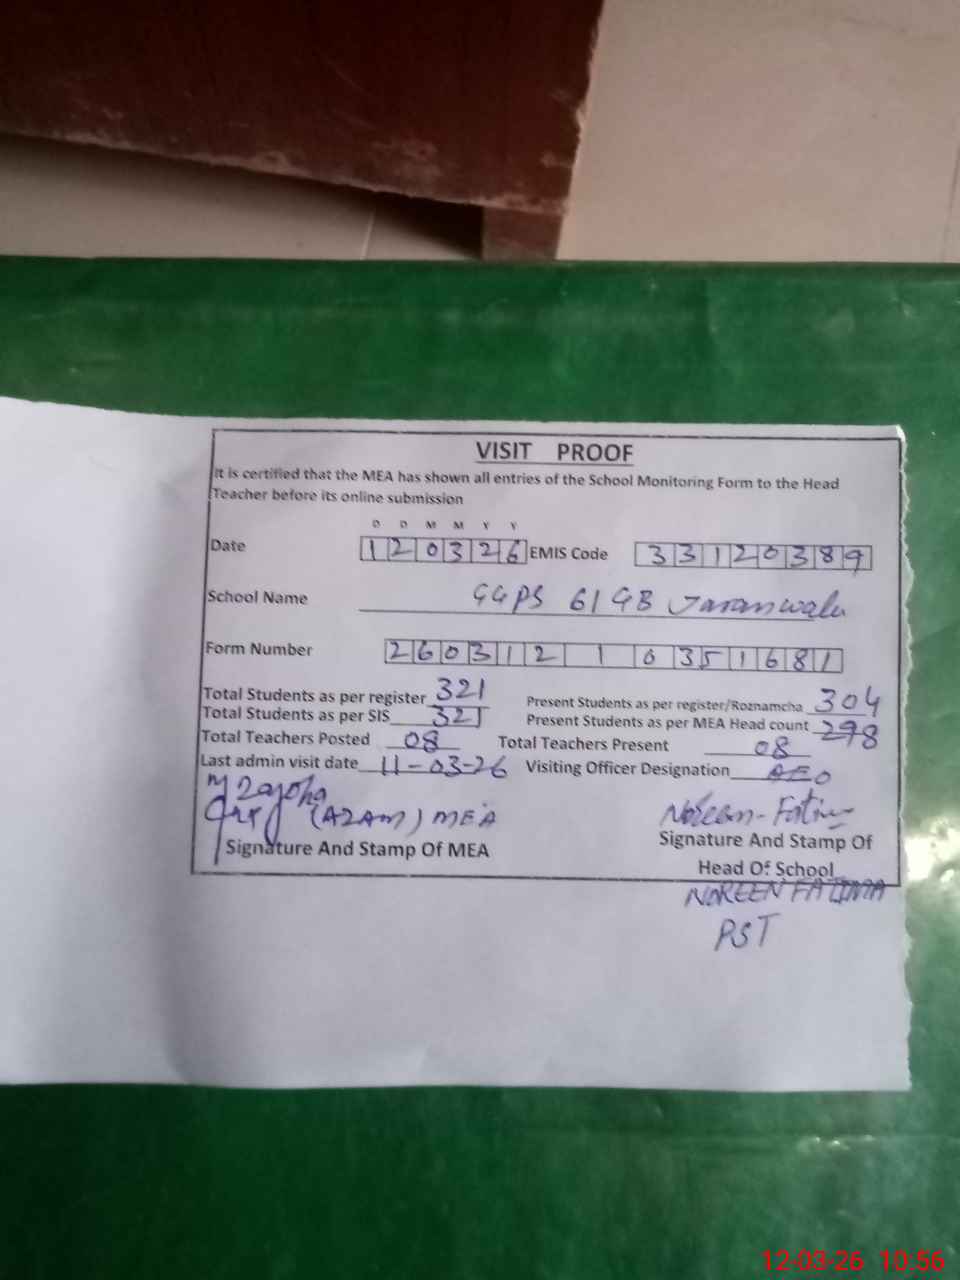 VISIT PROOF
It is certified that the MEA has shown all entries of the School Monitoring Form to the Head
Teacher before its online submission
D D M M Y Y
Date 120326 EMIS Code 33120389
School Name GGPS 61 GB Jaranwala
Form Number 260312 1 0351681
Total Students as per register 321 Present Students as per register/Roznamcha 304
Total Students as per SIS 321 Present Students as per MEA Head count 298
Total Teachers Posted 08 Total Teachers Present 08
Last admin visit date 11-03-26 Visiting Officer Designation AEO
(AZAM) MEA Noreen-Fatima
Signature And Stamp Of MEA Signature And Stamp Of
Head Of School
NOREEN FATIMA
PST
12-03-26 10:56